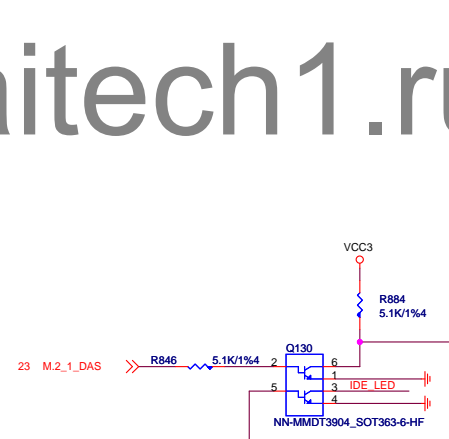 aitech1.ru
VCC3
R884
5.1K/1%4
Q130
23 M.2_1_DAS R846 5.1K/1%4 2 6
1
5 3 IDE_LED
4
NN-MMDT3904_SOT363-6-HF